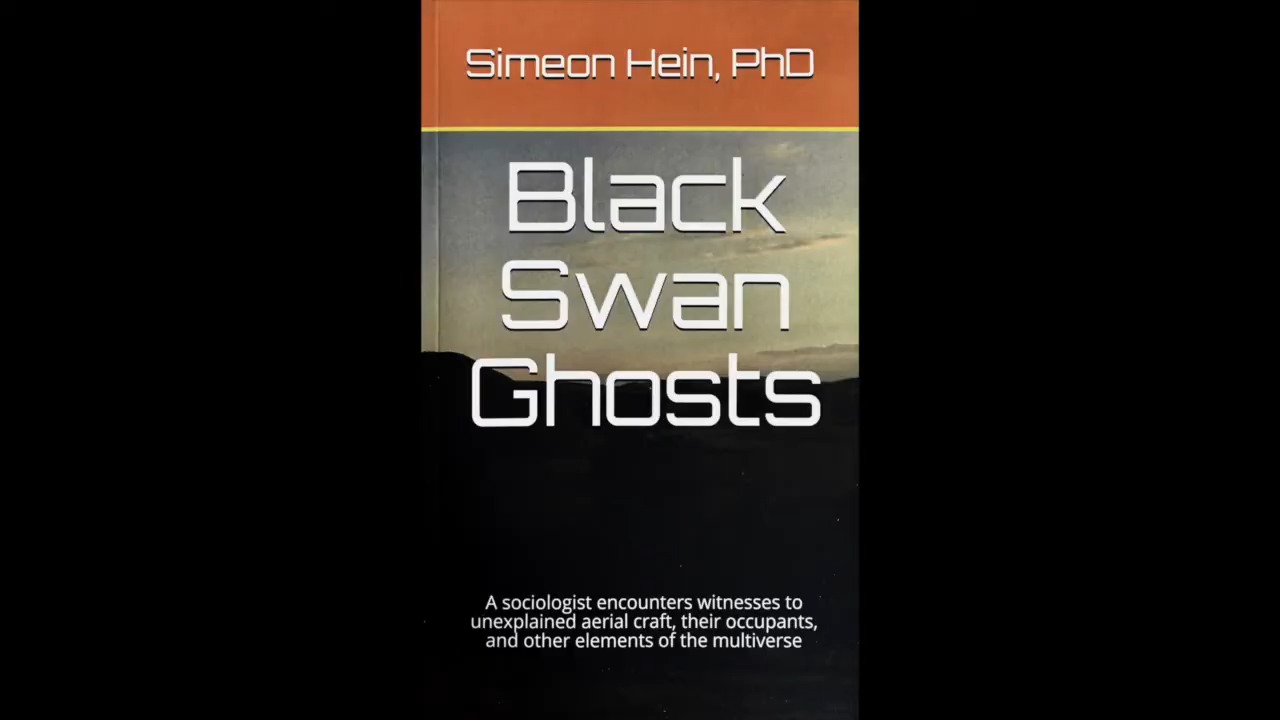 Simeon Hein, PhD
Black
Swan
Ghosts
A sociologist encounters witnesses to
unexplained aerial craft, their occupants,
and other elements of the multiverse